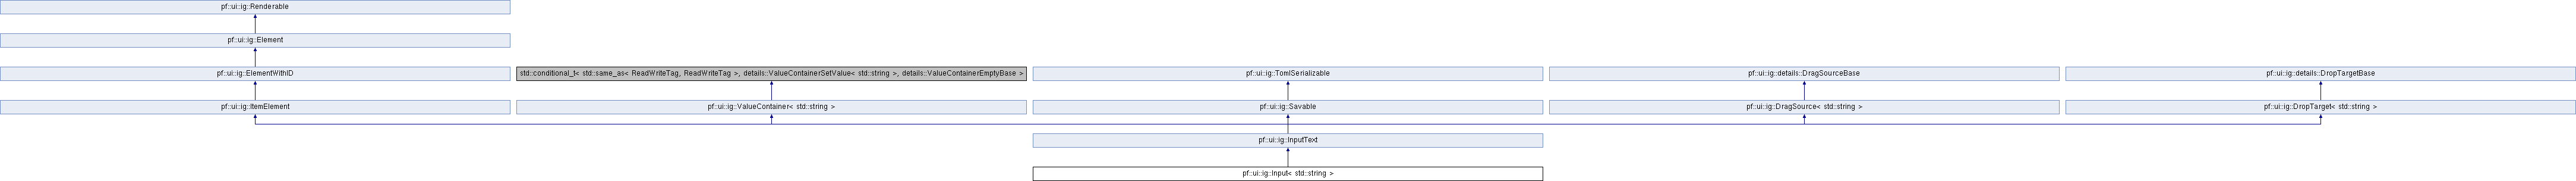 pf::ui::ig::Renderable
pf::ui::ig::Element
pf::ui::ig::ElementWithID
std::conditional_t< std::same_as< ReadWriteTag, ReadWriteTag >, details::ValueContainerSetValue< std::string >, details::ValueContainerEmptyBase >
pf::ui::ig::TomlSerializable
pf::ui::ig::details::DragSourceBase
pf::ui::ig::details::DropTargetBase
pf::ui::ig::ItemElement
pf::ui::ig::ValueContainer< std::string >
pf::ui::ig::Savable
pf::ui::ig::DragSource< std::string >
pf::ui::ig::DropTarget< std::string >
pf::ui::ig::InputText
pf::ui::ig::Input< std::string >